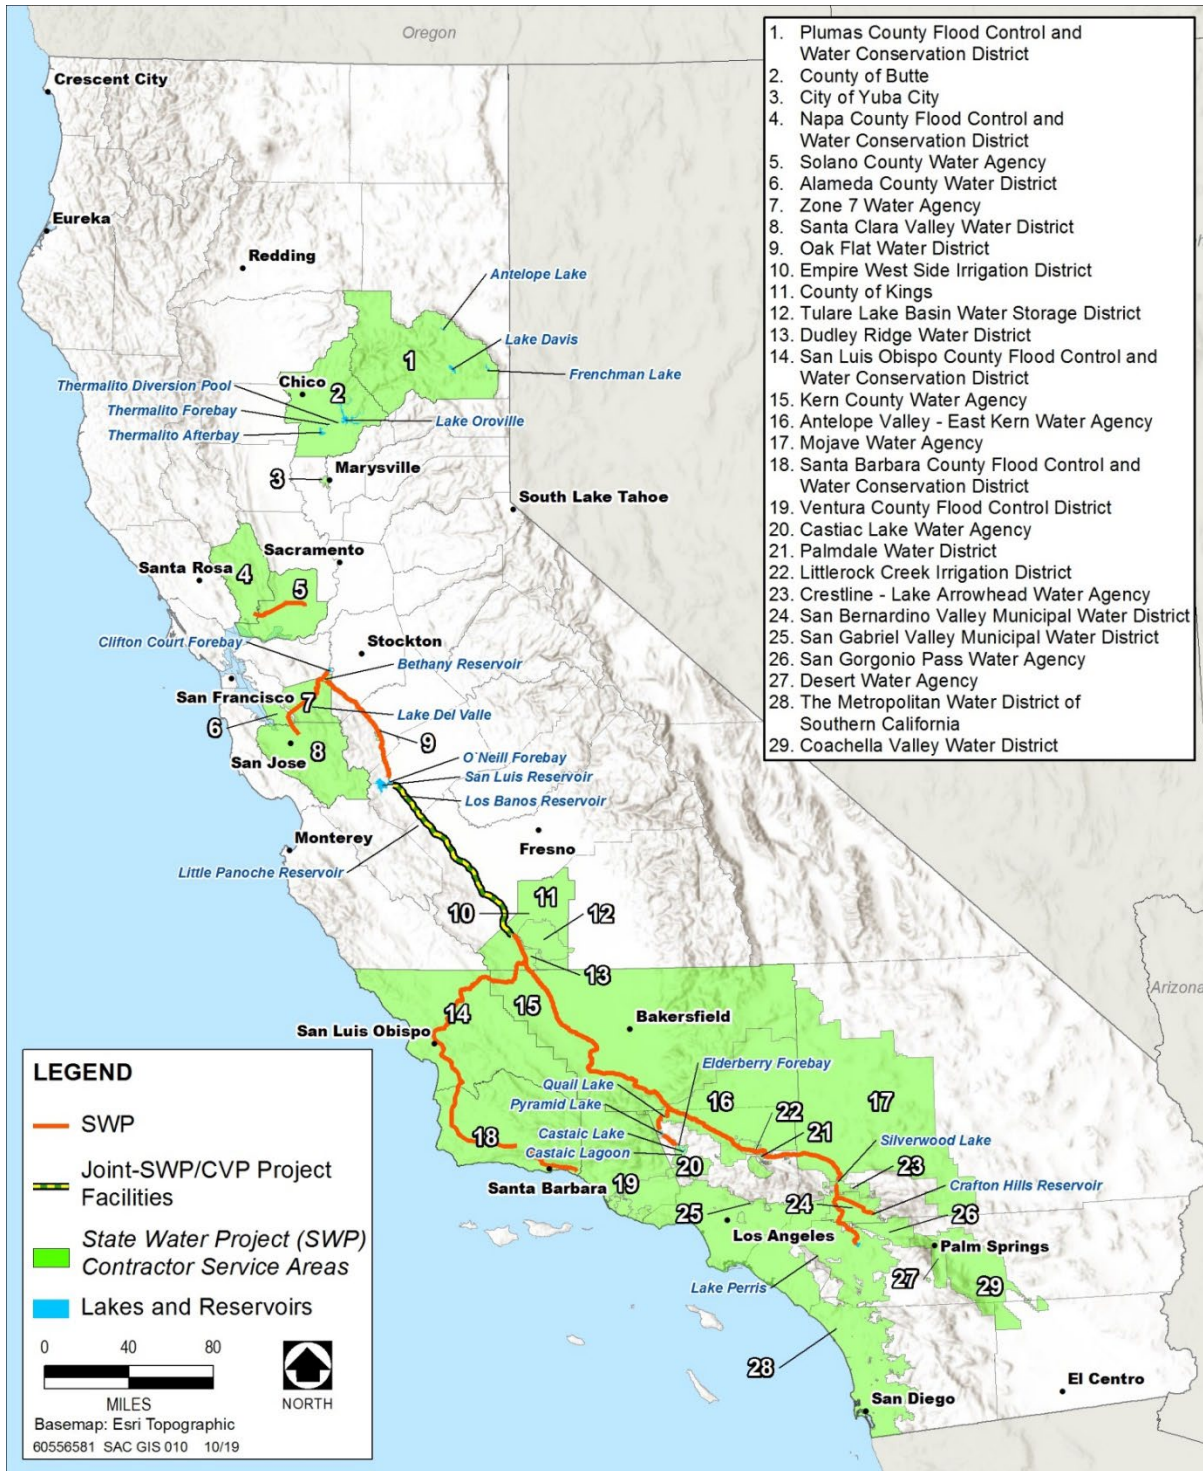 Oregon
Crescent City
Eureka
Redding
Antelope Lake
Lake Davis
Frenchman Lake
1
Chico
2
Thermalito Diversion Pool
Thermalito Forebay
Lake Oroville
Thermalito Afterbay
Marysville
3
South Lake Tahoe
Sacramento
Santa Rosa
4
5
Clifton Court Forebay
Stockton
Bethany Reservoir
San Francisco
7
Lake Del Valle
6
9
8
San Jose
O`Neill Forebay
San Luis Reservoir
Los Banos Reservoir
Monterey
Fresno
Little Panoche Reservoir
11
10
12
13
Arizona
15
14
Bakersfield
San Luis Obispo
Elderberry Forebay
Quail Lake
Pyramid Lake
16
17
22
21
Castaic Lake
Castaic Lagoon
18
Silverwood Lake
20
23
Santa Barbara
19
Crafton Hills Reservoir
24
25
26
Los Angeles
Palm Springs
27
29
Lake Perris
28
El Centro
San Diego
1. Plumas County Flood Control and
Water Conservation District
2. County of Butte
3. City of Yuba City
4. Napa County Flood Control and
Water Conservation District
5. Solano County Water Agency
6. Alameda County Water District
7. Zone 7 Water Agency
8. Santa Clara Valley Water District
9. Oak Flat Water District
10. Empire West Side Irrigation District
11. County of Kings
12. Tulare Lake Basin Water Storage District
13. Dudley Ridge Water District
14. San Luis Obispo County Flood Control and
Water Conservation District
15. Kern County Water Agency
16. Antelope Valley - East Kern Water Agency
17. Mojave Water Agency
18. Santa Barbara County Flood Control and
Water Conservation District
19. Ventura County Flood Control District
20. Castiac Lake Water Agency
21. Palmdale Water District
22. Littlerock Creek Irrigation District
23. Crestline - Lake Arrowhead Water Agency
24. San Bernardino Valley Municipal Water District
25. San Gabriel Valley Municipal Water District
26. San Gorgonio Pass Water Agency
27. Desert Water Agency
28. The Metropolitan Water District of
Southern California
29. Coachella Valley Water District
LEGEND
SWP
Joint-SWP/CVP Project
Facilities
State Water Project (SWP)
Contractor Service Areas
Lakes and Reservoirs
0 40 80
MILES
NORTH
Basemap: Esri Topographic
60556581 SAC GIS 010 10/19